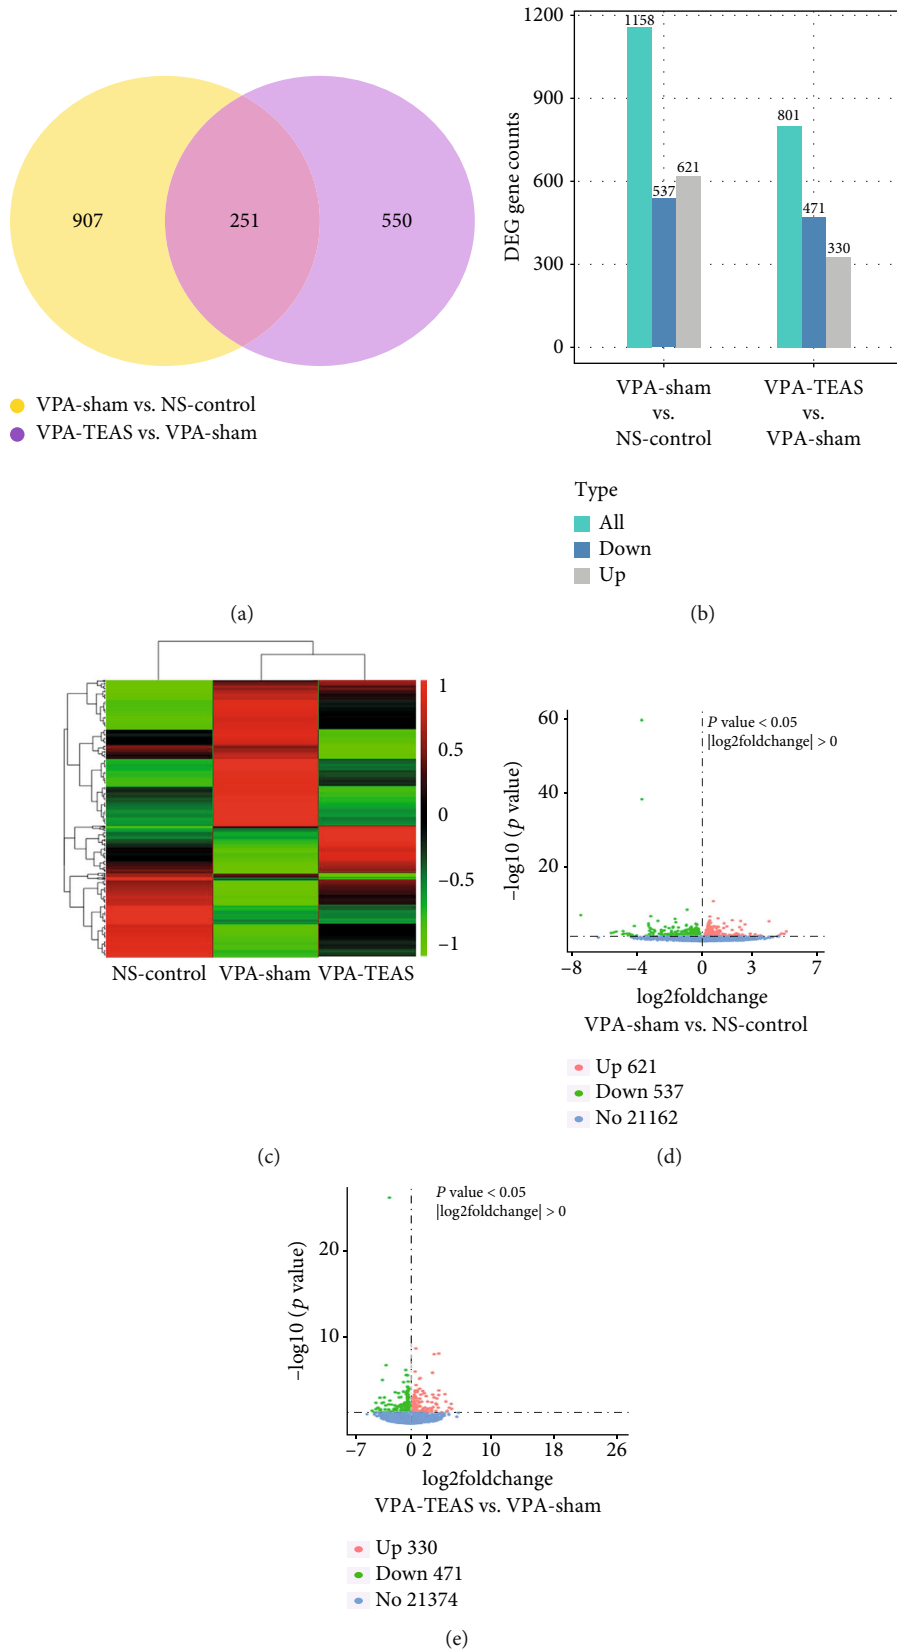 907
251
550
VPA-sham vs. NS-control
VPA-TEAS vs. VPA-sham
(a)
DEG gene counts
1200
900
600
300
0
1158
537
621
801
471
330
VPA-sham
vs.
NS-control
VPA-TEAS
vs.
VPA-sham
Type
All
Down
Up
(b)
1
0.5
0
−0.5
−1
NS-control
VPA-sham
VPA-TEAS
(c)
−log10 (p value)
60
40
20
P value < 0.05
|log2foldchange| > 0
−8
−4
0
3
7
log2foldchange
VPA-sham vs. NS-control
Up 621
Down 537
No 21162
(d)
−log10 (p value)
20
10
P value < 0.05
|log2foldchange| > 0
−7
0
2
10
18
26
log2foldchange
VPA-TEAS vs. VPA-sham
Up 330
Down 471
No 21374
(e)